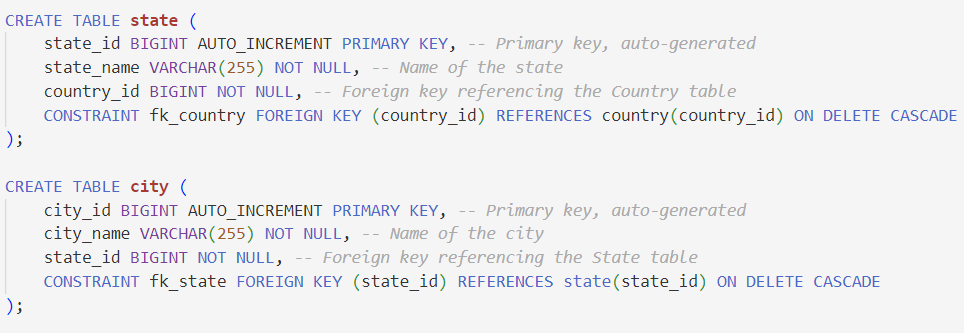 CREATE TABLE state (
    state_id BIGINT AUTO_INCREMENT PRIMARY KEY, -- Primary key, auto-generated
    state_name VARCHAR(255) NOT NULL, -- Name of the state
    country_id BIGINT NOT NULL, -- Foreign key referencing the Country table
    CONSTRAINT fk_country FOREIGN KEY (country_id) REFERENCES country(country_id) ON DELETE CASCADE
);

CREATE TABLE city (
    city_id BIGINT AUTO_INCREMENT PRIMARY KEY, -- Primary key, auto-generated
    city_name VARCHAR(255) NOT NULL, -- Name of the city
    state_id BIGINT NOT NULL, -- Foreign key referencing the State table
    CONSTRAINT fk_state FOREIGN KEY (state_id) REFERENCES state(state_id) ON DELETE CASCADE
);